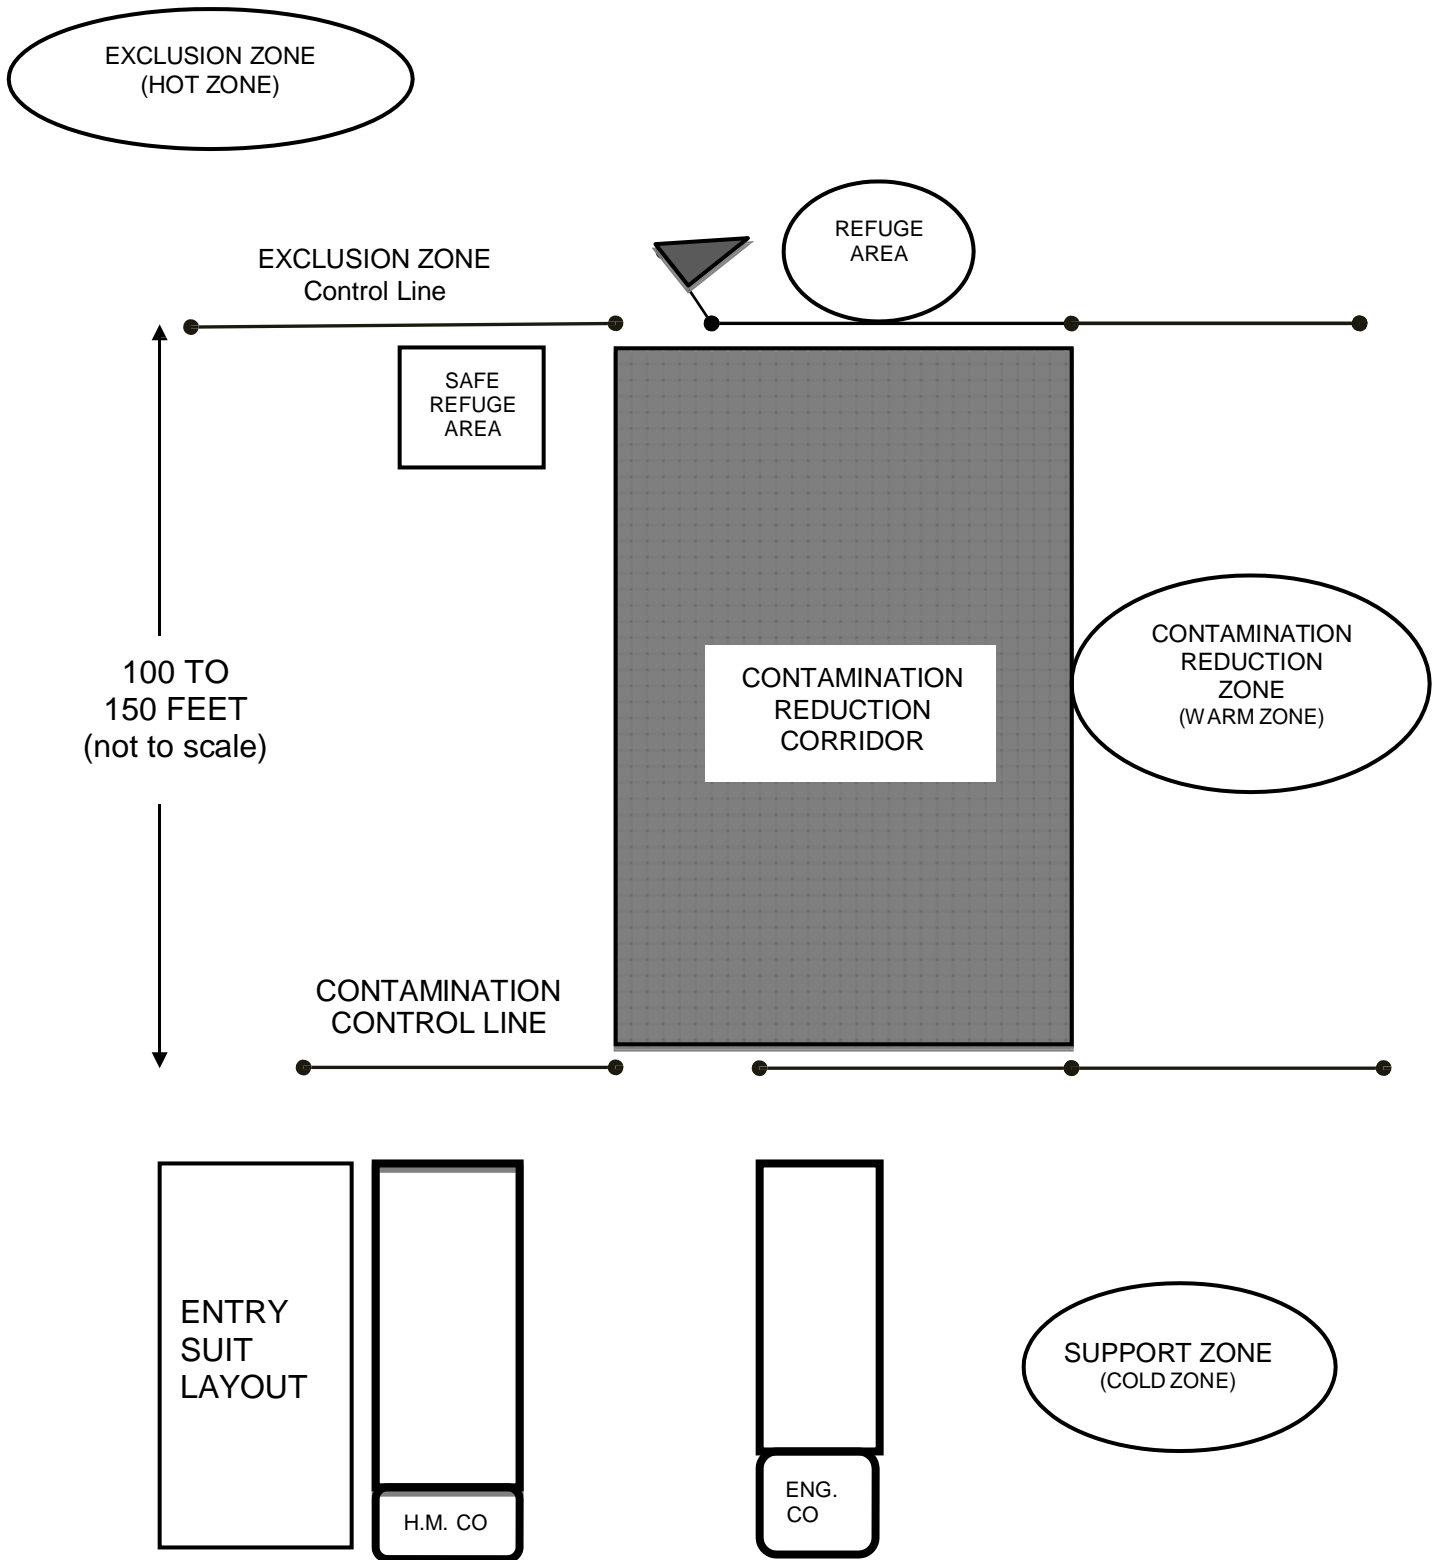 EXCLUSION ZONE
(HOT ZONE)
REFUGE
AREA
EXCLUSION ZONE
Control Line
SAFE
REFUGE
AREA
CONTAMINATION
REDUCTION
ZONE
(WARM ZONE)
100 TO
150 FEET
(not to scale)
CONTAMINATION
REDUCTION
CORRIDOR
CONTAMINATION
CONTROL LINE
ENTRY
SUIT
LAYOUT
SUPPORT ZONE
(COLD ZONE)
ENG.
CO
H.M. CO